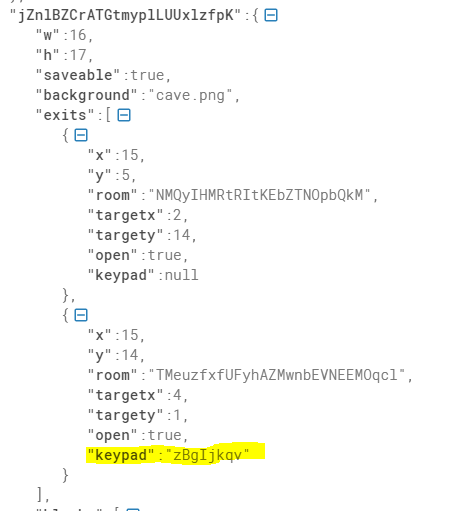 "jZnlBZCrATGtmyplLUUxlzfpK":{
"w":16,
"h":17,
"saveable":true,
"background":"cave.png",
"exits":[
{
"x":15,
"y":5,
"room":"NMQyIHMRtRItKEbZTNOpbQkM",
"targetx":2,
"targety":14,
"open":true,
"keypad":null
},
{
"x":15,
"y":14,
"room":"TMeuzfxfUFyhAZMwnbEVNEEMOqcl",
"targetx":4,
"targety":1,
"open":true,
"keypad":"zBgIjkqv"
}
],